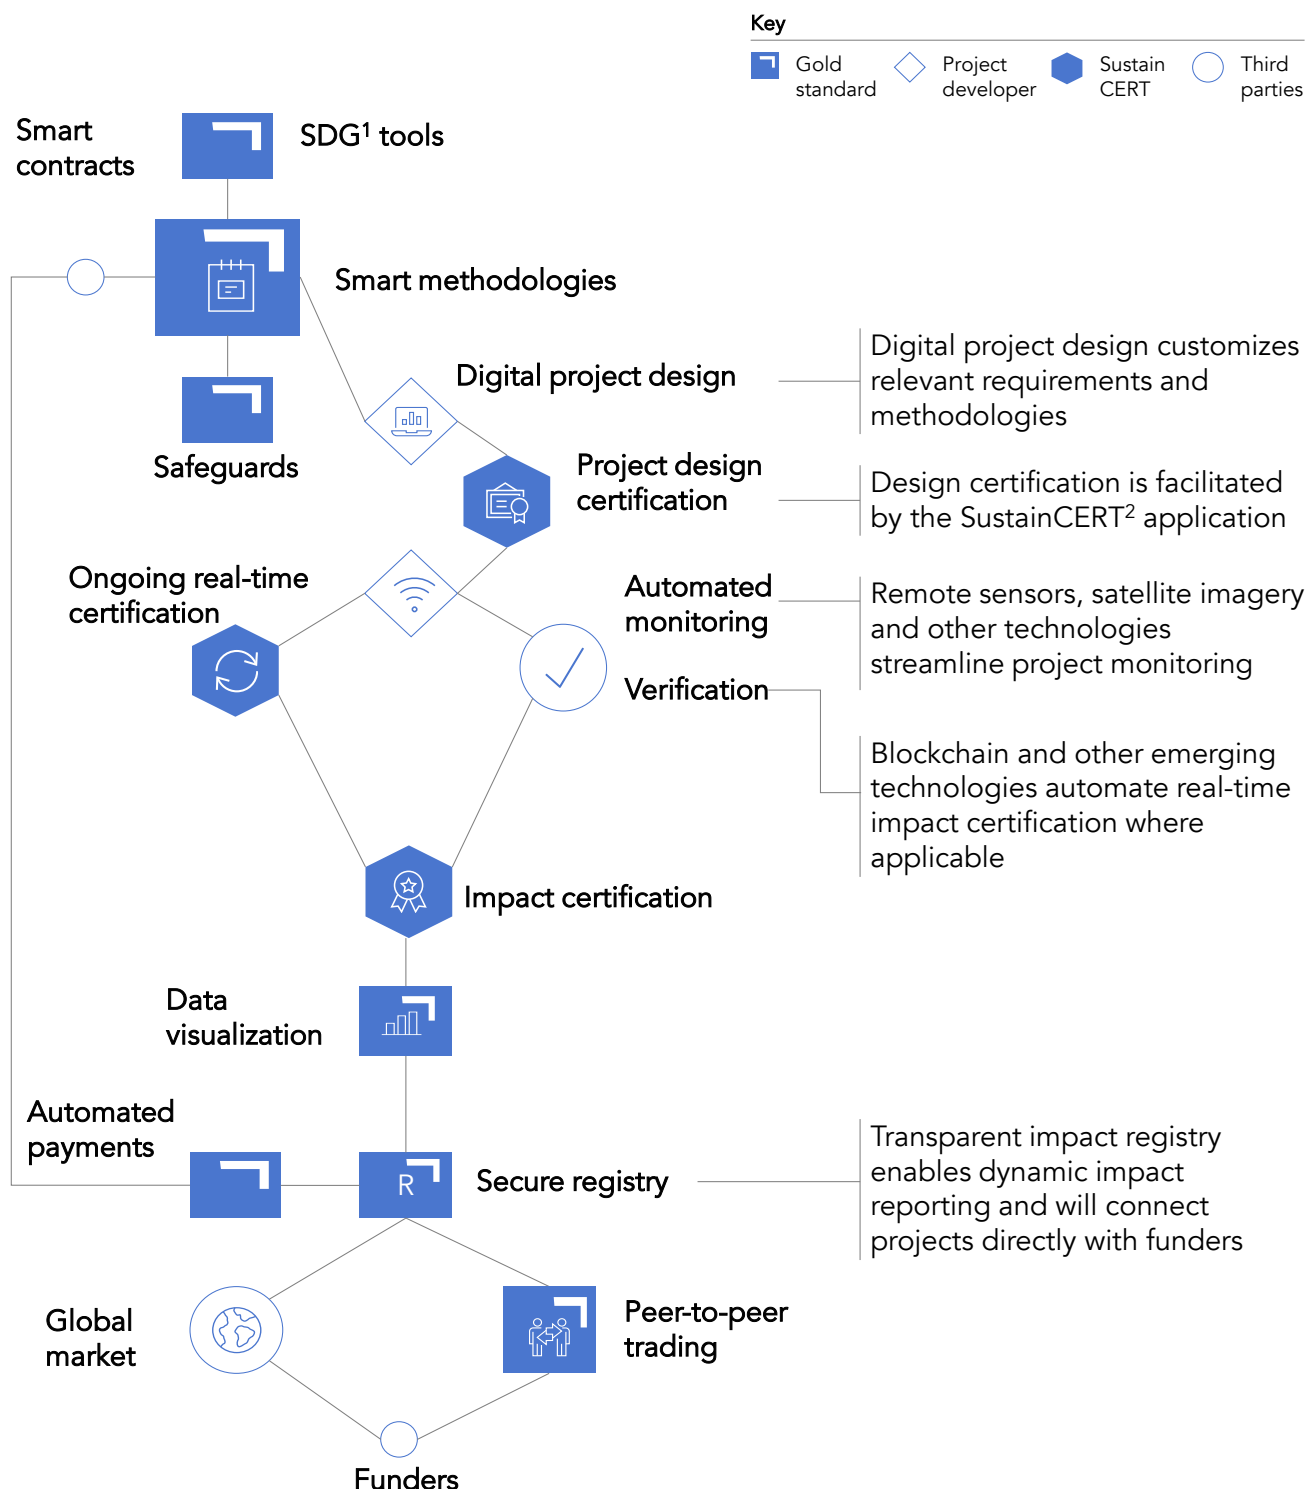 Key
Gold
standard
Project
developer
Sustain
CERT
Third
parties
Smart
contracts
SDG¹ tools
Smart methodologies
Digital project design
Digital project design customizes
relevant requirements and
methodologies
Safeguards
Project design
certification
Design certification is facilitated
by the SustainCERT² application
Ongoing real-time
certification
Automated
monitoring
Remote sensors, satellite imagery
and other technologies
streamline project monitoring
Verification
Blockchain and other emerging
technologies automate real-time
impact certification where
applicable
Impact certification
Data
visualization
Automated
payments
R
Secure registry
Transparent impact registry
enables dynamic impact
reporting and will connect
projects directly with funders
Global
market
Peer-to-peer
trading
Funders